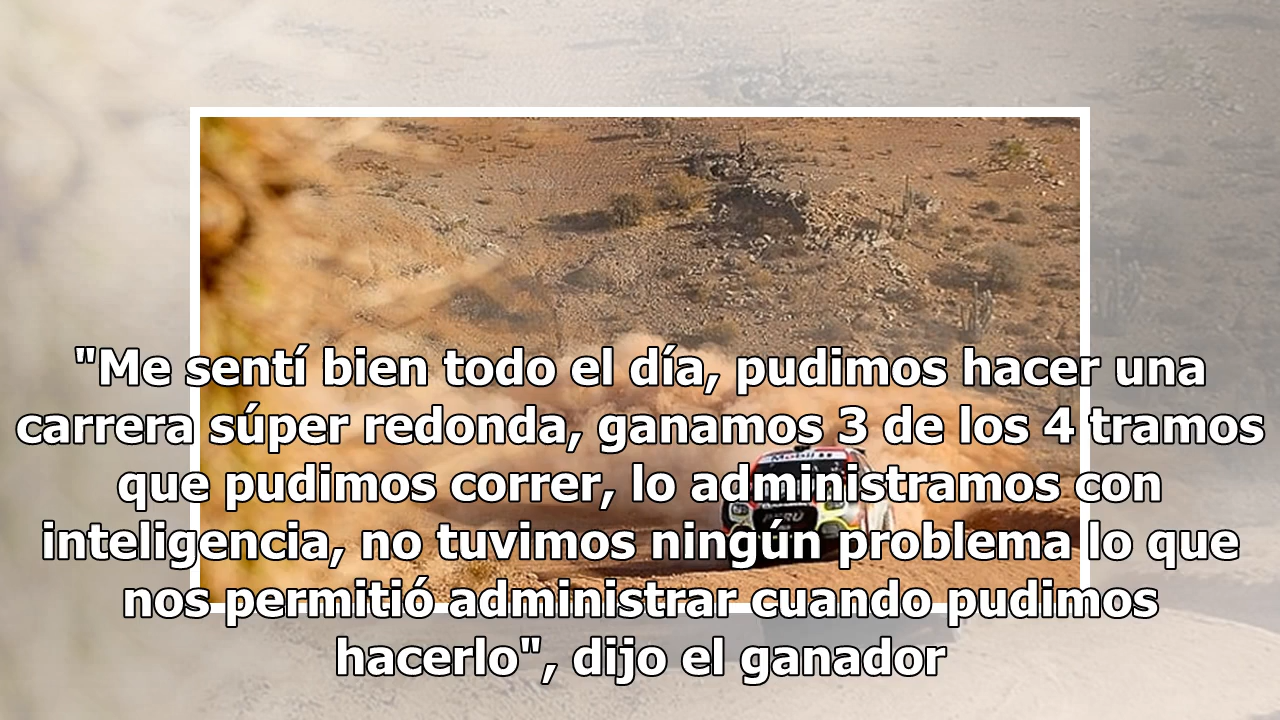 "Me sentí bien todo el día, pudimos hacer una
carrera súper redonda, ganamos 3 de los 4 tramos
que pudimos correr, lo administramos con
inteligencia, no tuvimos ningún problema lo que
nos permitió administrar cuando pudimos
hacerlo", dijo el ganador
Mobil
PERÚ